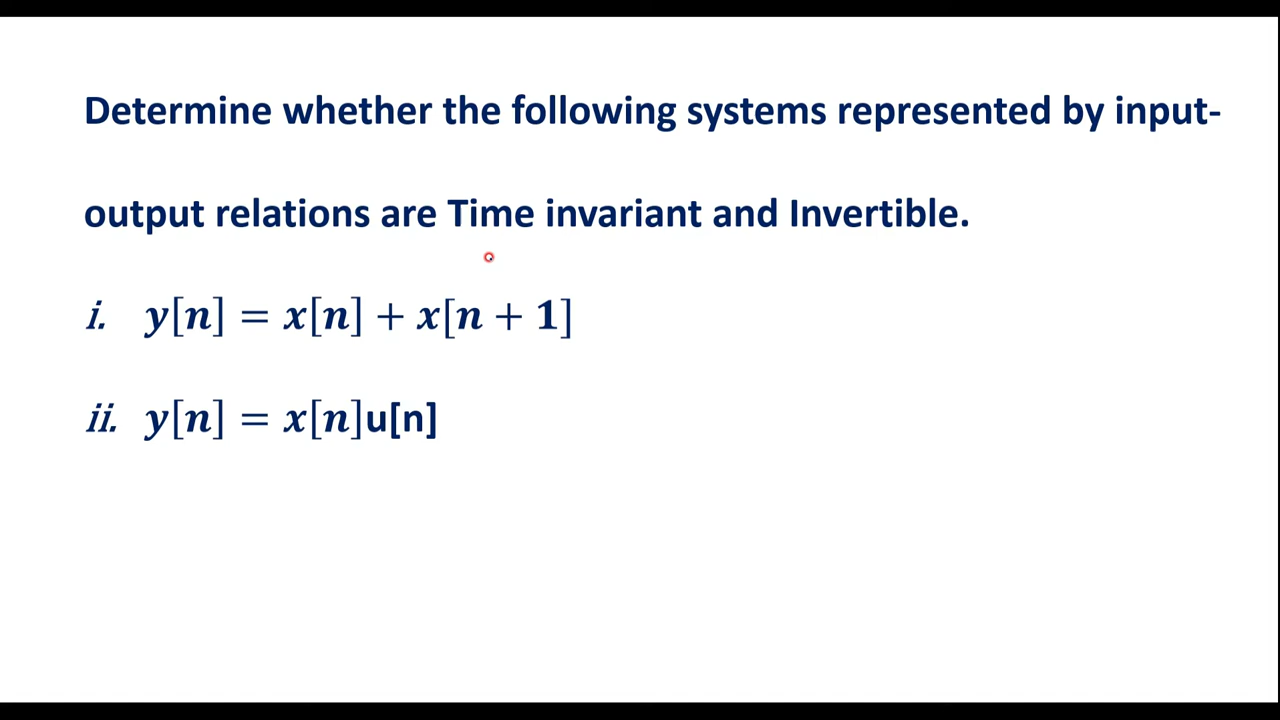 Determine whether the following systems represented by input-
output relations are Time invariant and Invertible.
i. y[n] = x[n] + x[n + 1]
ii. y[n] = x[n]u[n]